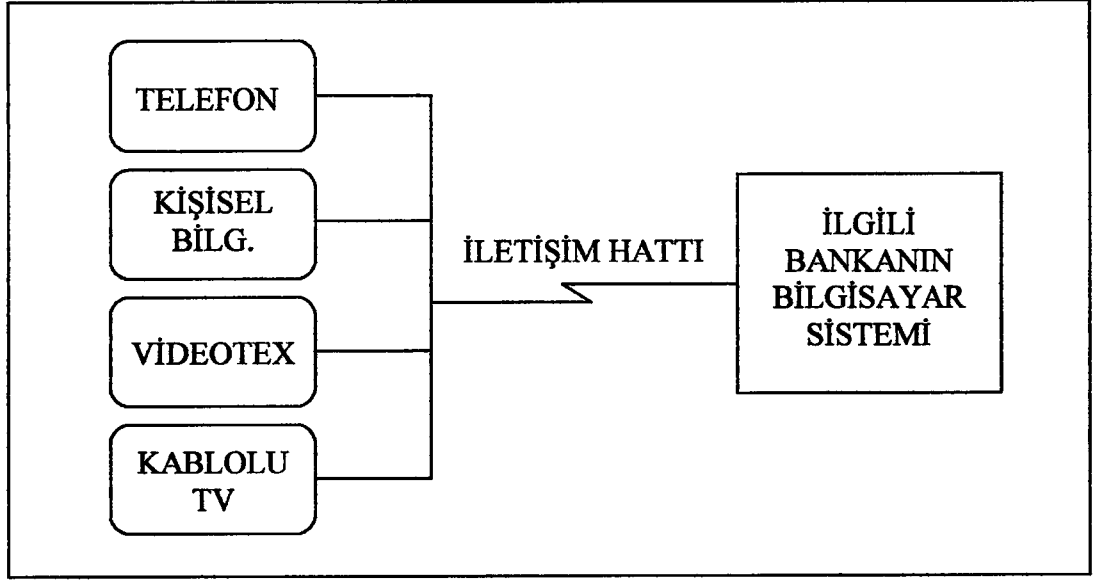 TELEFON
KİŞİSEL
BİLG.
VİDEOTEX
KABLOLU
TV
İLETİŞİM HATTI
İLGİLİ
BANKANIN
BİLGİSAYAR
SİSTEMİ